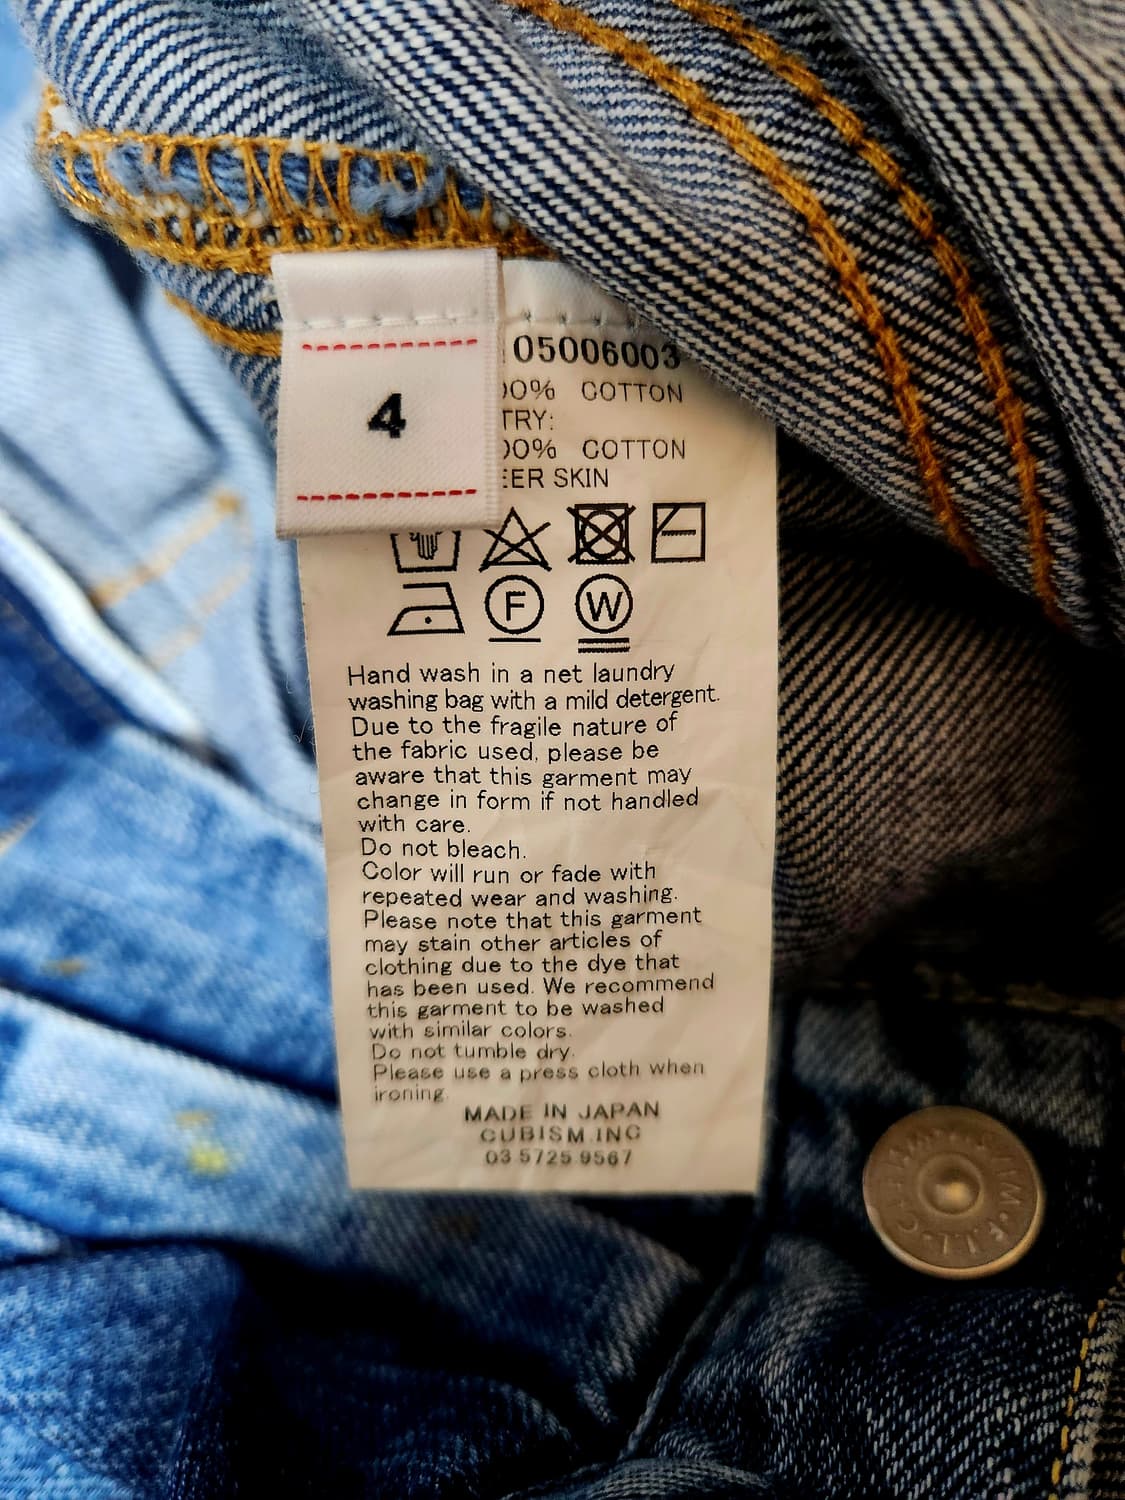 4
05006003
00% COTTON
TRY:
00% COTTON
EER SKIN
F
W
Hand wash in a net laundry
washing bag with a mild detergent.
Due to the fragile nature of
the fabric used, please be
aware that this garment may
change in form if not handled
with care.
Do not bleach.
Color will run or fade with
repeated wear and washing.
Please note that this garment
may stain other articles of
clothing due to the dye that
has been used. We recommend
this garment to be washed
with similar colors.
Do not tumble dry.
Please use a press cloth when
ironing.
MADE IN JAPAN
CUBISM.INC
03 5725 9567